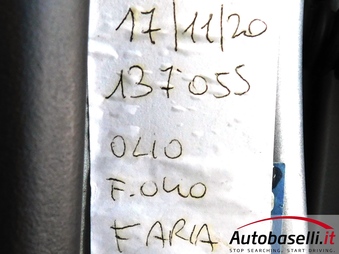 17/11/20
137055
OLIO
F.OLIO
F ARIA
Autobaselli.it
STOP SEARCHING, START DRIVING.